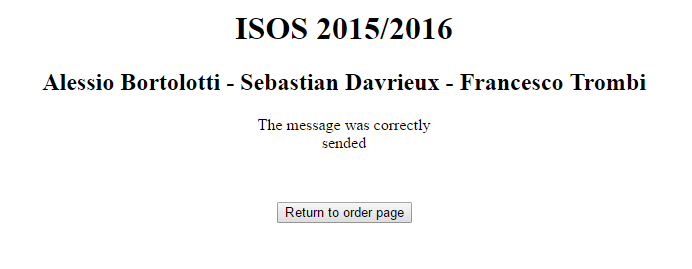 ISOS 2015/2016
Alessio Bortolotti - Sebastian Davrieux - Francesco Trombi
The message was correctly
sended
Return to order page